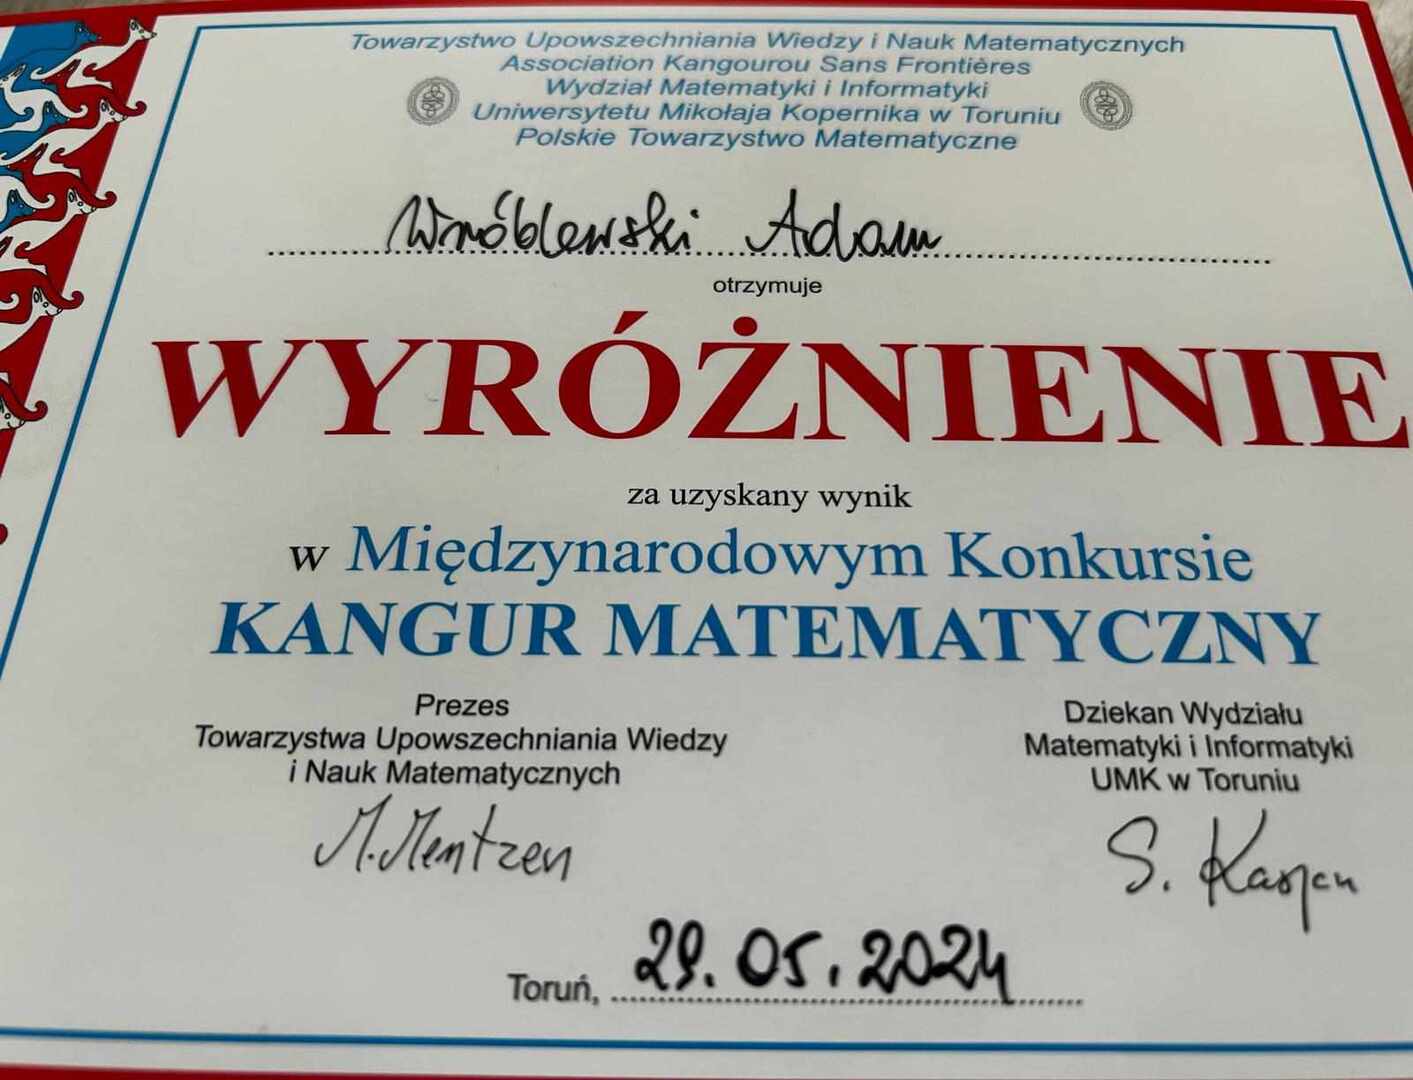 Towarzystwo Upowszechniania Wiedzy i Nauk Matematycznych
Association Kangourou Sans Frontières
Wydział Matematyki i Informatyki
Uniwersytetu Mikołaja Kopernika w Toruniu
Polskie Towarzystwo Matematyczne
Wróblewski Adam
otrzymuje
WYRÓŻNIENIE
za uzyskany wynik
w Międzynarodowym Konkursie
KANGUR MATEMATYCZNY
Prezes
Towarzystwa Upowszechniania Wiedzy
i Nauk Matematycznych
M. Mentzen
Dziekan Wydziału
Matematyki i Informatyki
UMK w Toruniu
S. Kasjan
Toruń, 29.05.2024